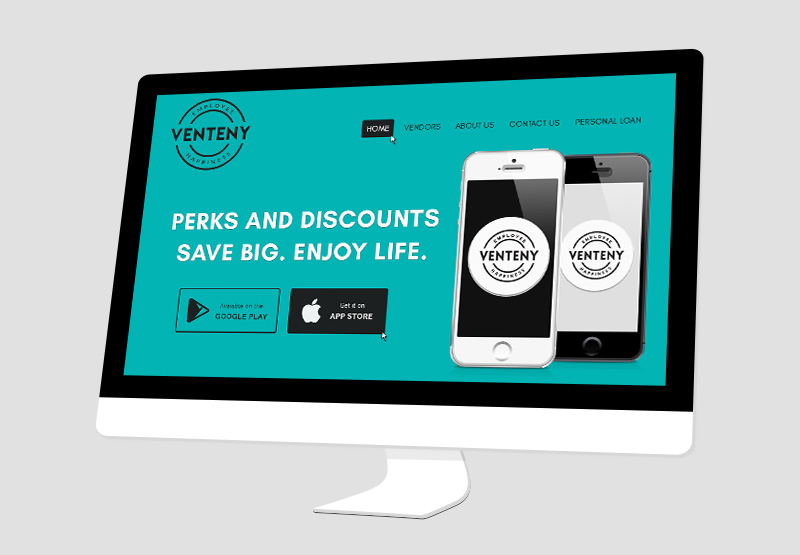 EMPLOYEE
VENTENY
HAPPINESS
HOME
VENDORS
ABOUT US
CONTACT US
PERSONAL LOAN
PERKS AND DISCOUNTS
SAVE BIG. ENJOY LIFE.
Available on the
GOOGLE PLAY
Get it on
APP STORE
EMPLOYEE
VENTENY
HAPPINESS
EMPLOYEE
VENTENY
HAPPINESS